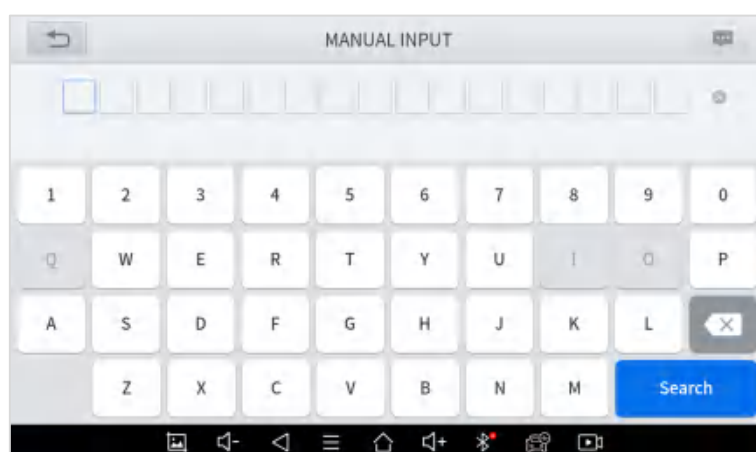 MANUAL INPUT
1 2 3 4 5 6 7 8 9 0
Q W E R T Y U I O P
A S D F G H J K L
Z X C V B N M Search